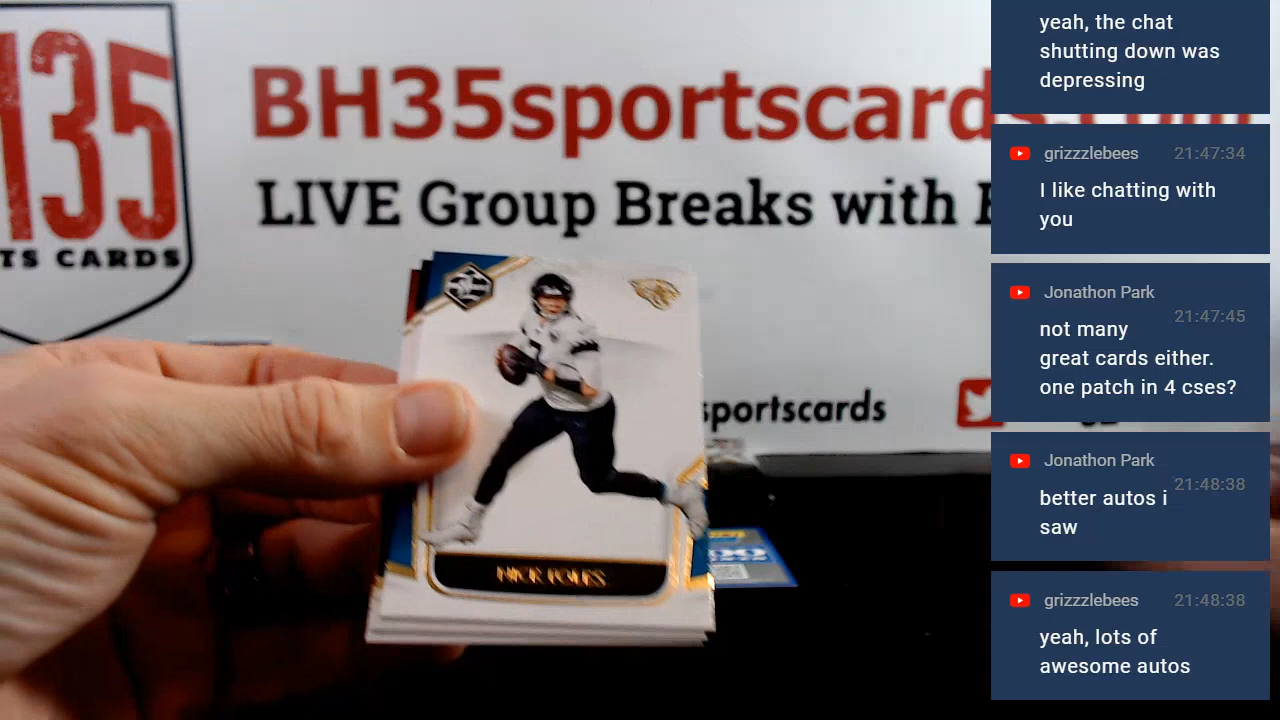 135
TS CARDS
BH35sportscards.com
LIVE Group Breaks with
sportscards
NICK FOLES
yeah, the chat
shutting down was
depressing
grizzzlebees 21:47:34
I like chatting with
you
Jonathon Park
21:47:45
not many
great cards either.
one patch in 4 cses?
Jonathon Park
21:48:38
better autos i
saw
grizzzlebees 21:48:38
yeah, lots of
awesome autos